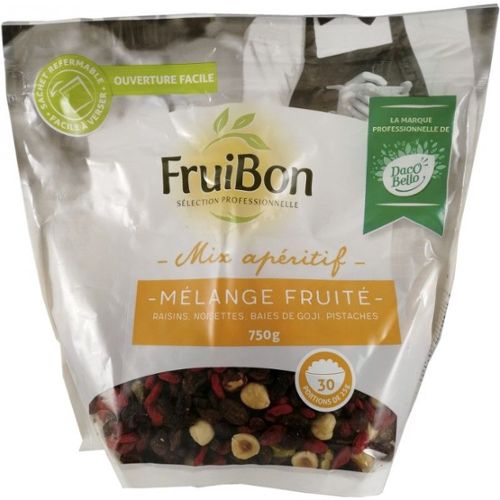 SACHET REFERMABLE
FACILE À VERSER
OUVERTURE FACILE
LA MARQUE
PROFESSIONNELLE DE
Daco
Bello
FruiBon
SÉLECTION PROFESSIONNELLE
- Mix apéritif -
- MÉLANGE FRUITÉ -
RAISINS, NOISETTES, BAIES DE GOJI, PISTACHES
750g
30
PORTIONS DE 25g